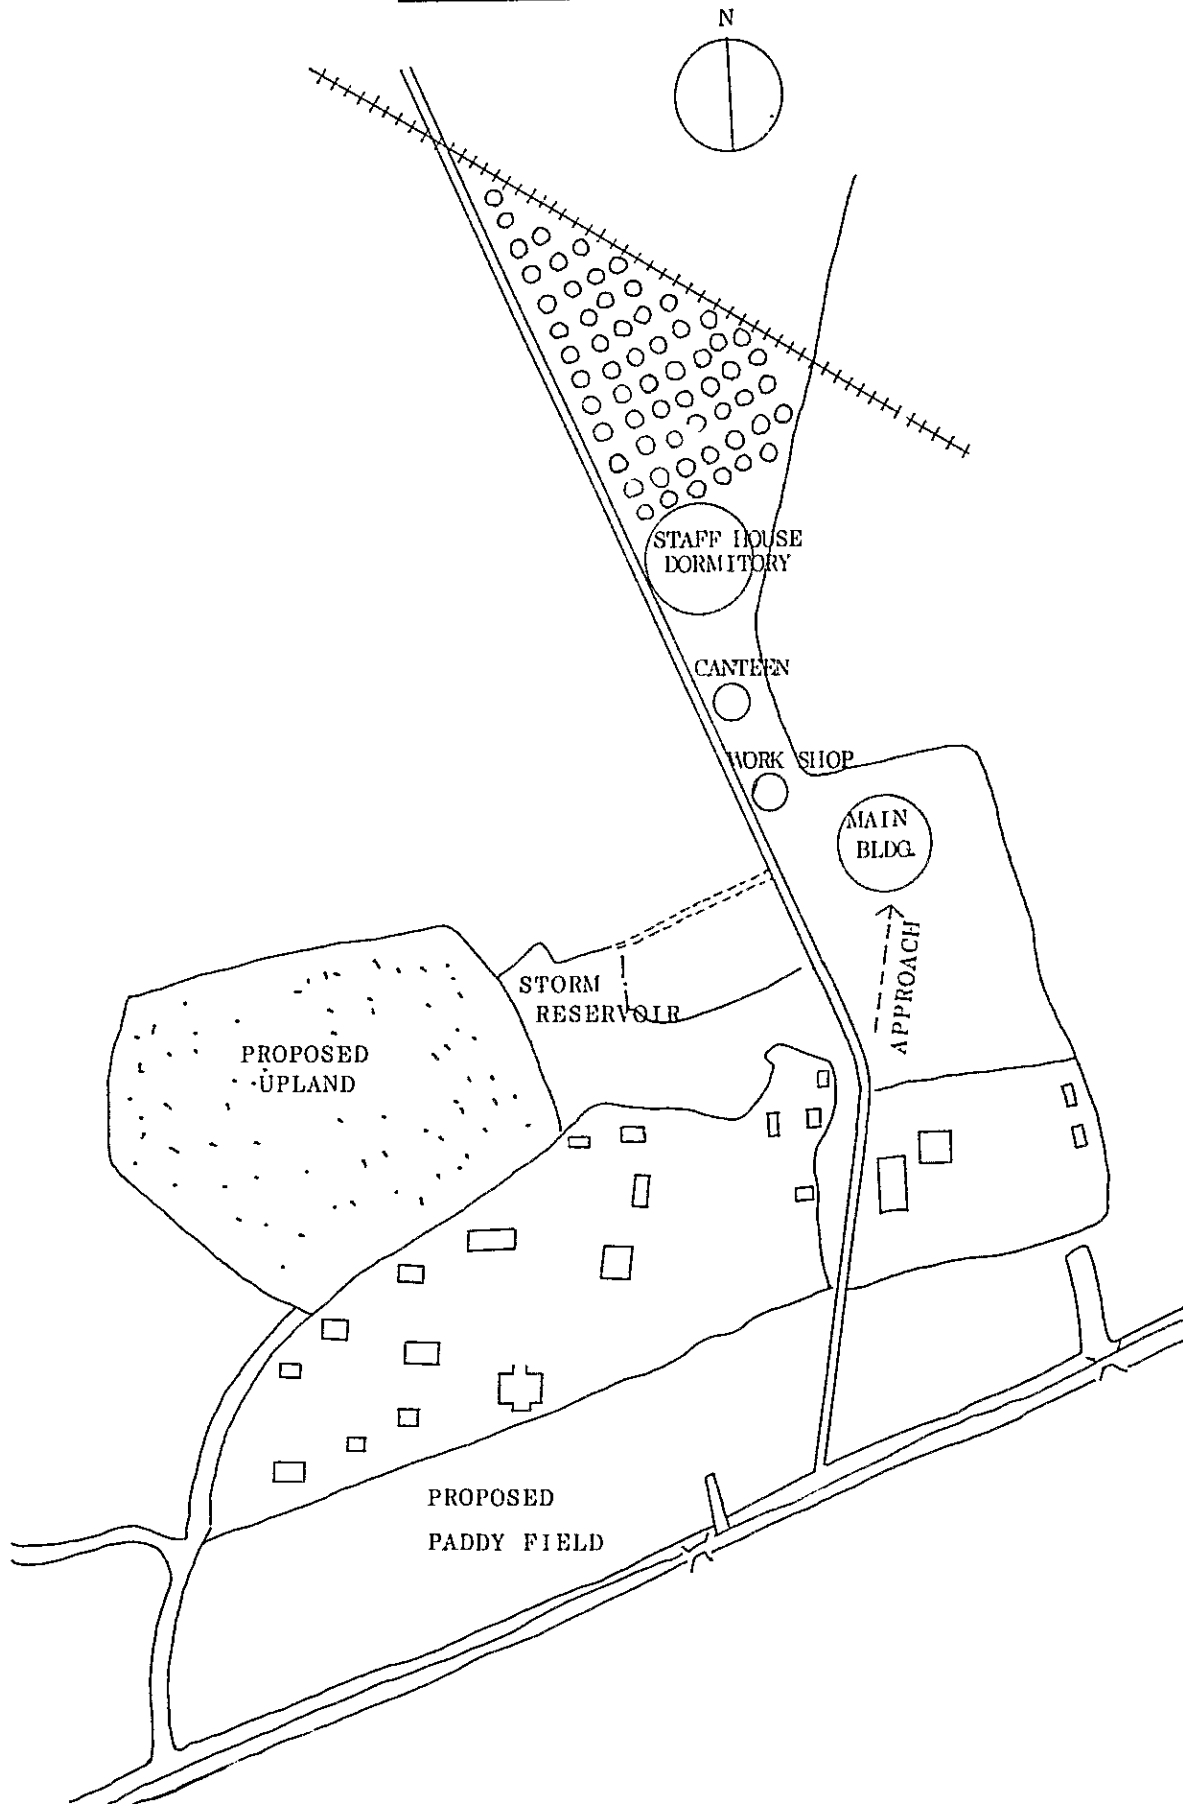 N
STAFF HOUSE
DORMITORY
CANTEEN
WORK SHOP
MAIN
BLDG.
APPROACH
STORM
RESERVOIR
PROPOSED
UPLAND
PROPOSED
PADDY FIELD